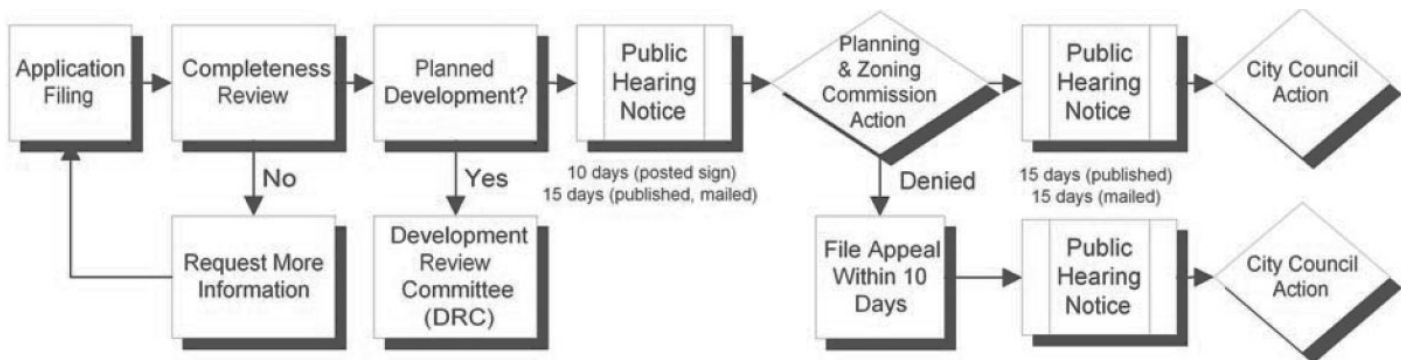 Application
Filing
Completeness
Review
Planned
Development?
Public
Hearing
Notice
10 days (posted sign)
15 days (published, mailed)
Planning
& Zoning
Commission
Action
Public
Hearing
Notice
15 days (published)
15 days (mailed)
City Council
Action
No
Yes
Denied
Request More
Information
Development
Review
Committee
(DRC)
File Appeal
Within 10
Days
Public
Hearing
Notice
City Council
Action